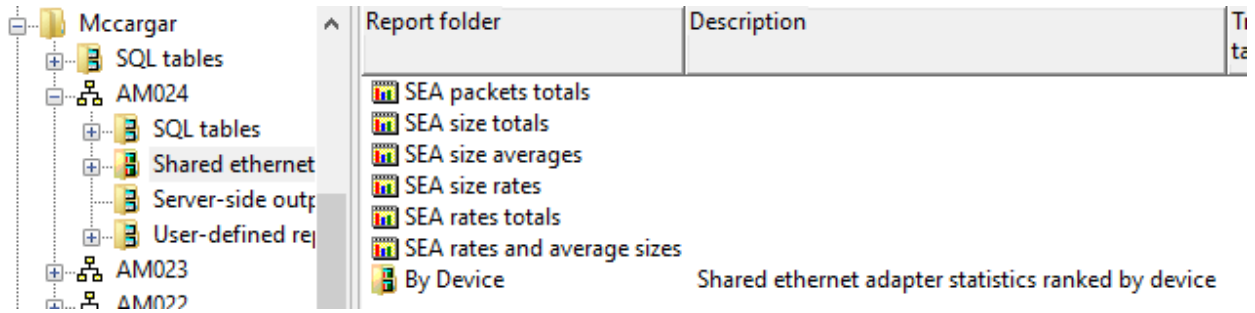 Mccargar
SQL tables
AM024
SQL tables
Shared ethernet
Server-side outp
User-defined rep
AM023
AM022
Report folder
Description
SEA packets totals
SEA size totals
SEA size averages
SEA size rates
SEA rates totals
SEA rates and average sizes
By Device
Shared ethernet adapter statistics ranked by device